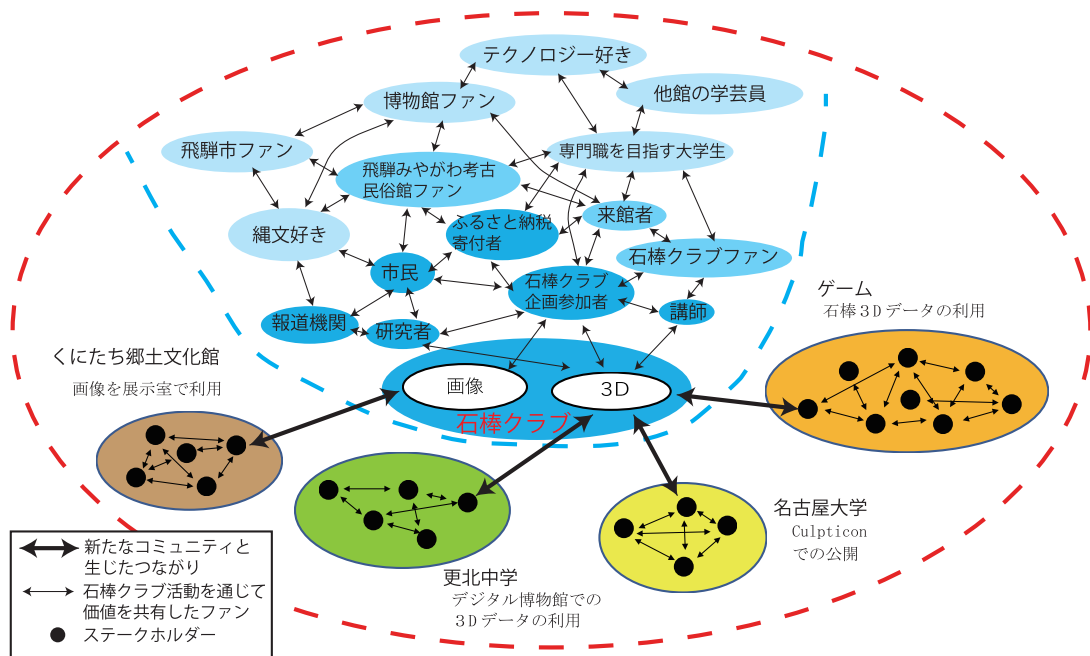 テクノロジー好き
博物館ファン
他館の学芸員
飛騨市ファン
飛騨みやがわ考古
民俗館ファン
専門職を目指す大学生
縄文好き
ふるさと納税
寄付者
来館者
石棒クラブファン
市民
石棒クラブ
企画参加者
講師
報道機関
研究者
画像
3D
石棒クラブ
ゲーム
石棒3Dデータの利用
くにたち郷土文化館
画像を展示室で利用
名古屋大学
Culpticon
での公開
更北中学
デジタル博物館での
3Dデータの利用
新たなコミュニティと
生じたつながり
石棒クラブ活動を通じて
価値を共有したファン
ステークホルダー